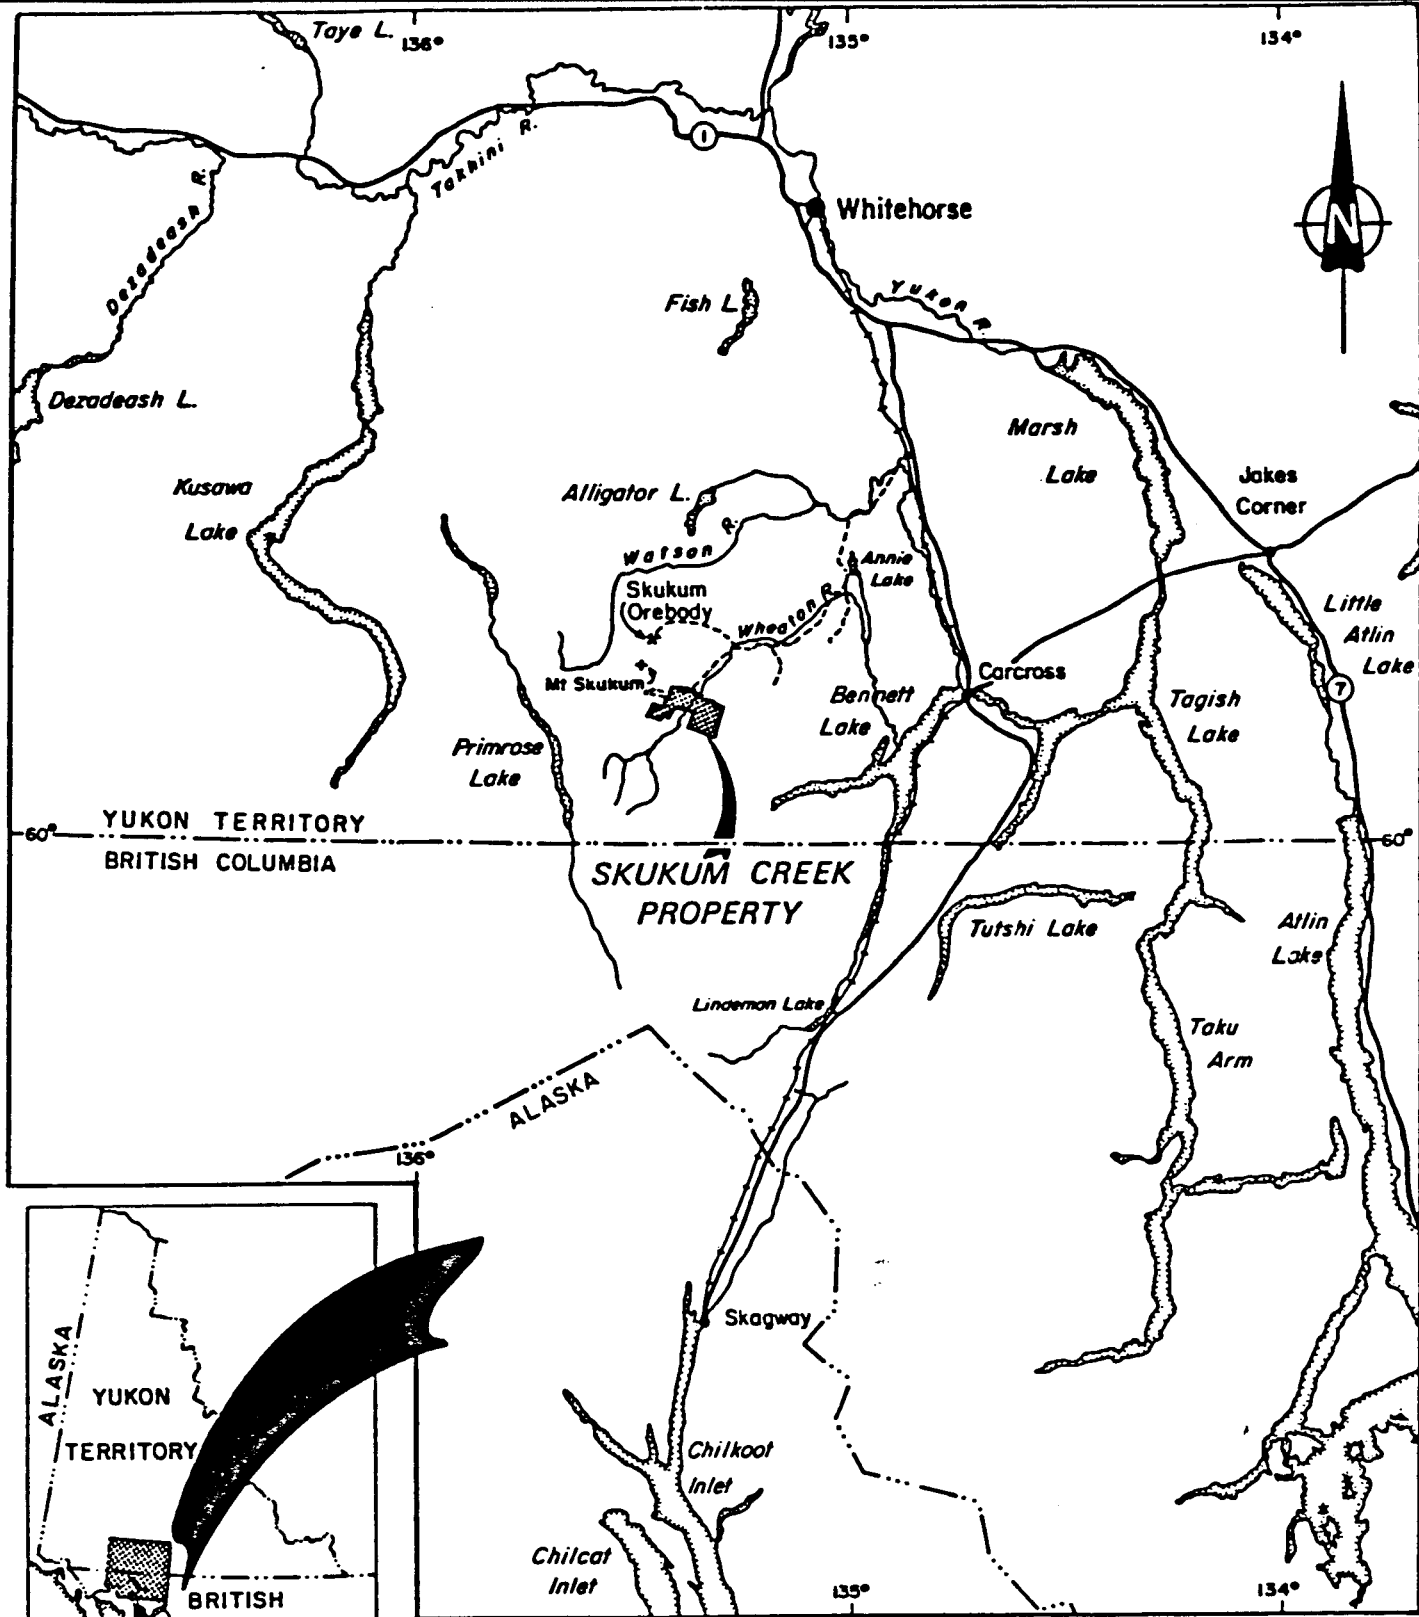 Taye L.
136°
135°
134°
Takhini R.
1
Dezadeash R.
Whitehorse
N
Fish L.
Yukon R.
Dezadeash L.
Marsh
Lake
Kusawa
Lake
Alligator L.
Jakes
Corner
Watson R.
Annie
Lake
Skukum
Orebody
Wheaton R.
Little
Atlin
Lake
Mt Skukum
Carcross
7
Bennett
Lake
Tagish
Lake
Primrose
Lake
60°
YUKON TERRITORY
60°
BRITISH COLUMBIA
SKUKUM CREEK
PROPERTY
Tutshi Lake
Atlin
Lake
Lindeman Lake
Taku
Arm
ALASKA
136°
Skagway
ALASKA
YUKON
TERRITORY
Chilkoot
Inlet
Chilcat
Inlet
BRITISH
135°
134°